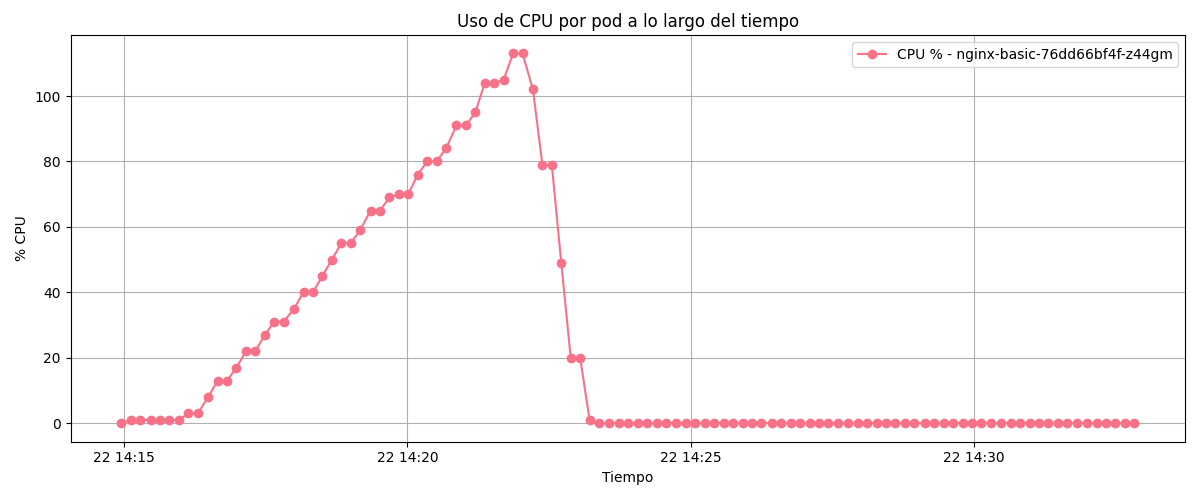 Uso de CPU por pod a lo largo del tiempo
CPU % - nginx-basic-76dd66bf4f-z44gm
% CPU
100
80
60
40
20
0
22 14:15
22 14:20
22 14:25
22 14:30
Tiempo